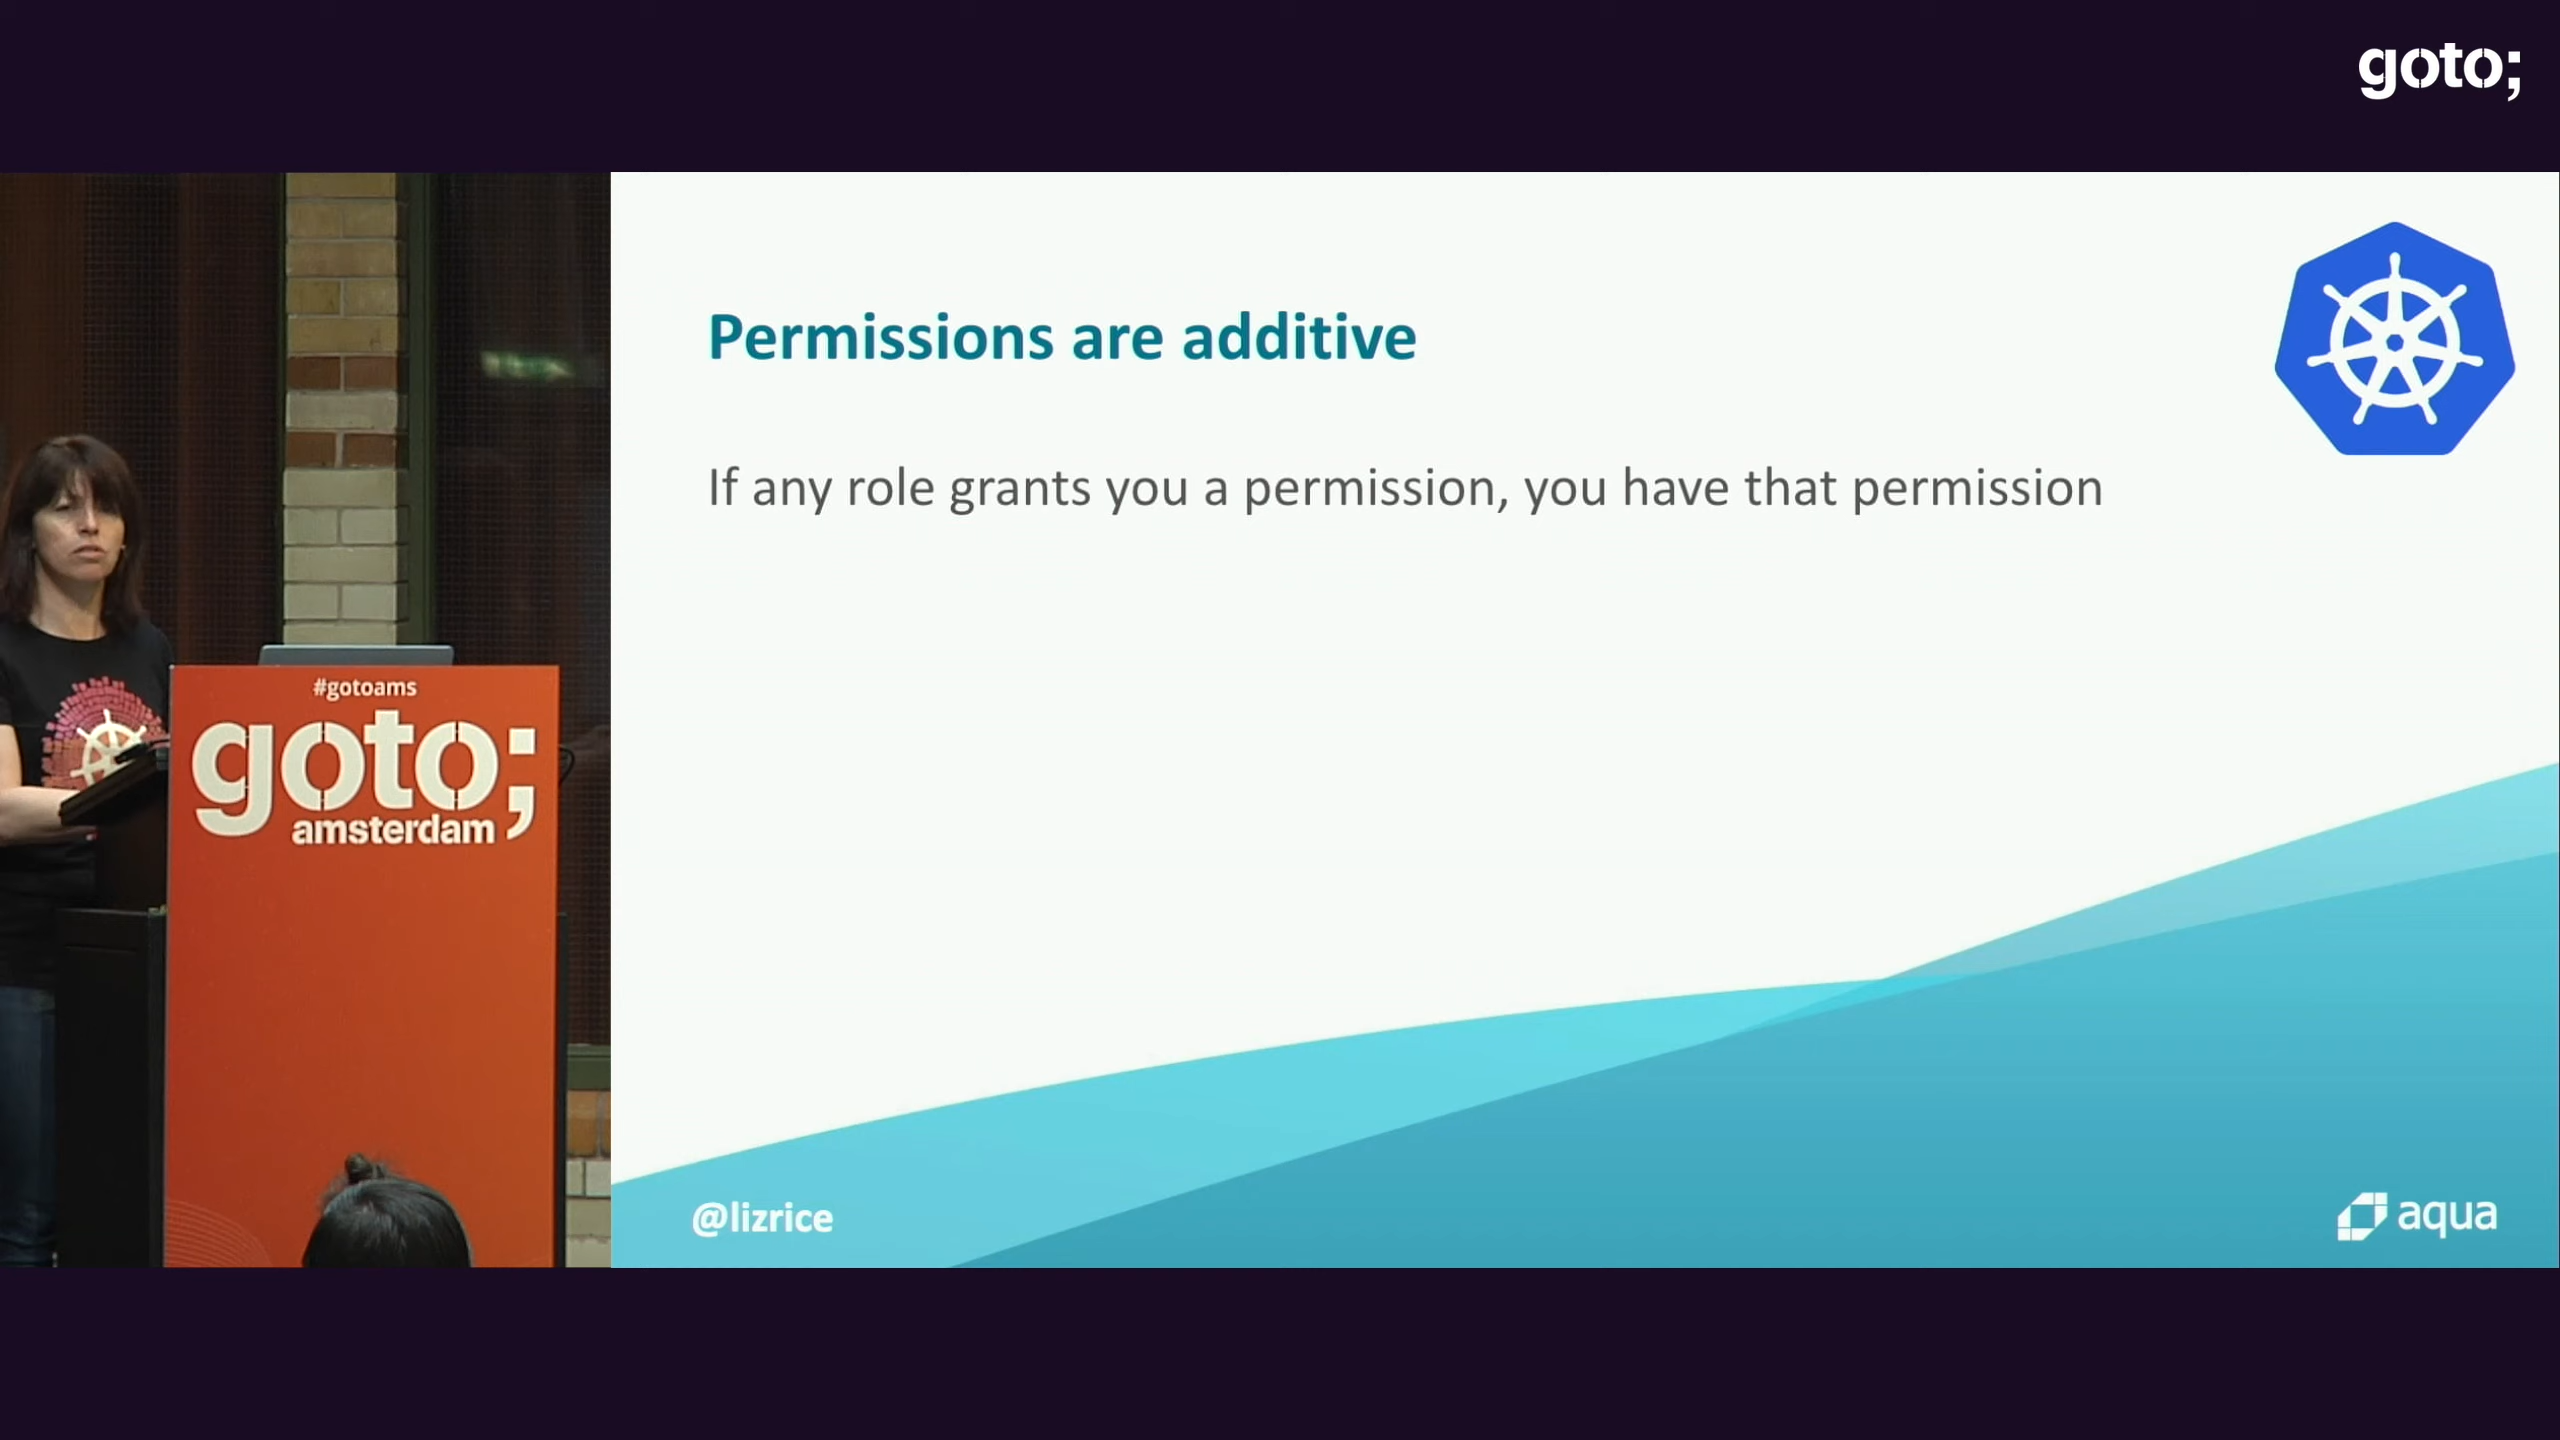 goto;
Permissions are additive
If any role grants you a permission, you have that permission
#gotoams
goto;
amsterdam
@lizrice
aqua